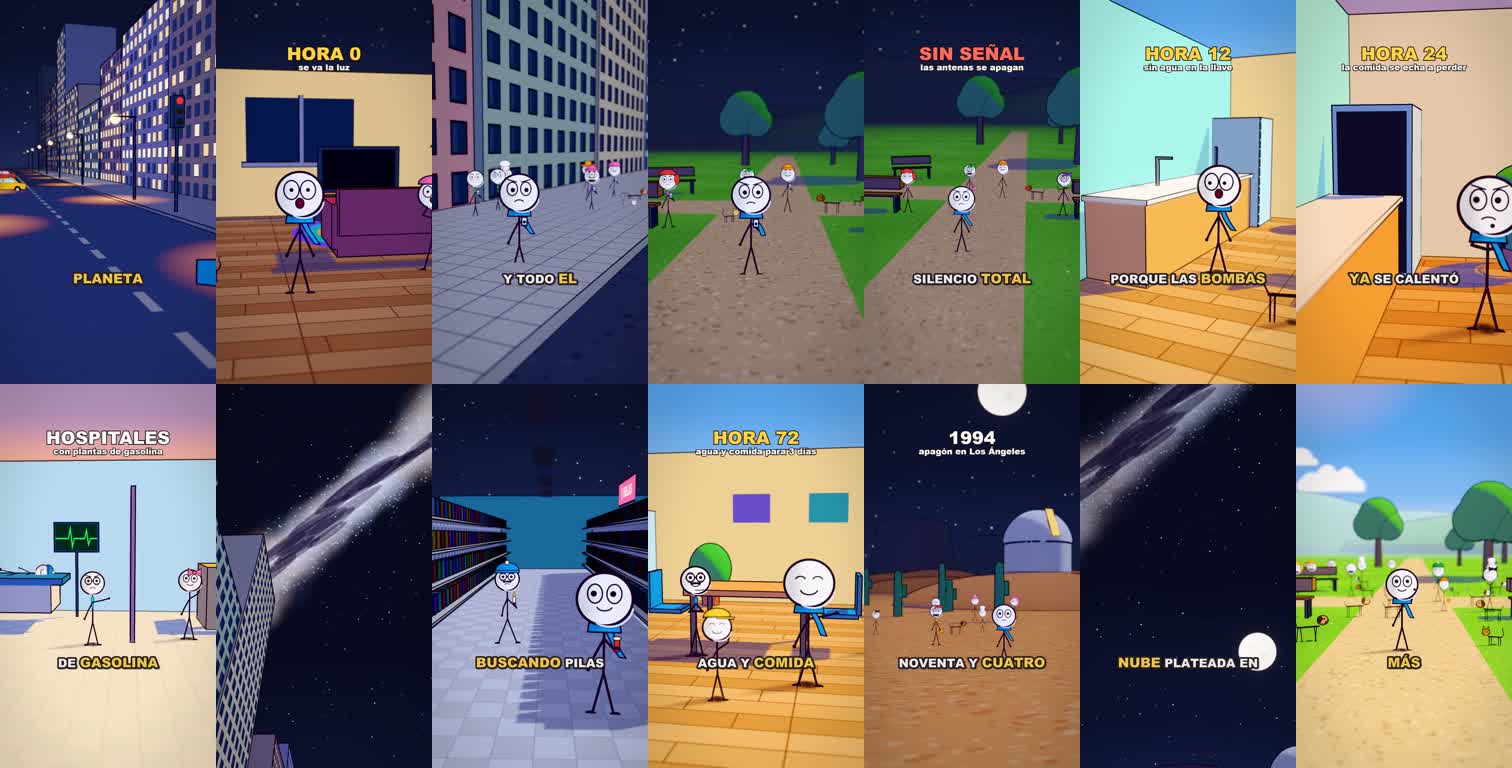 PLANETA
HORA 0
se va la luz
Y TODO EL
SIN SEÑAL
las antenas se apagan
SILENCIO TOTAL
HORA 12
sin agua en la llave
PORQUE LAS BOMBAS
HORA 24
la comida se echa a perder
YA SE CALENTÓ
HOSPITALES
con plantas de gasolina
DE GASOLINA
BUSCANDO PILAS
HORA 72
agua y comida para 3 días
AGUA Y COMIDA
1994
apagón en Los Ángeles
NOVENTA Y CUATRO
NUBE PLATEADA EN
MÁS